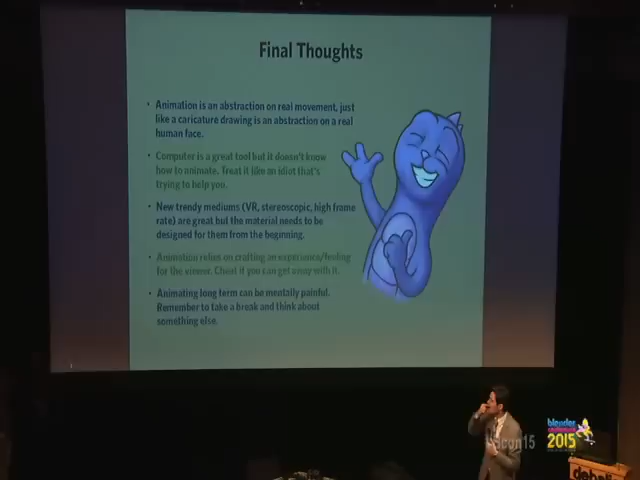 Final Thoughts
• Animation is an abstraction on real movement, just
like a caricature drawing is an abstraction on a real
human face.
• Computer is a great tool but it doesn't know
how to animate. Treat it like an idiot that's
trying to help you.
• New trendy mediums (VR, stereoscopic, high frame
rate) are great but the material needs to be
designed for them from the beginning.
• Animation relies on crafting an experience/feeling
for the viewer. Cheat if you can get away with it.
• Animating long term can be mentally painful.
Remember to take a break and think about
something else.
blender
conference
2015
con15